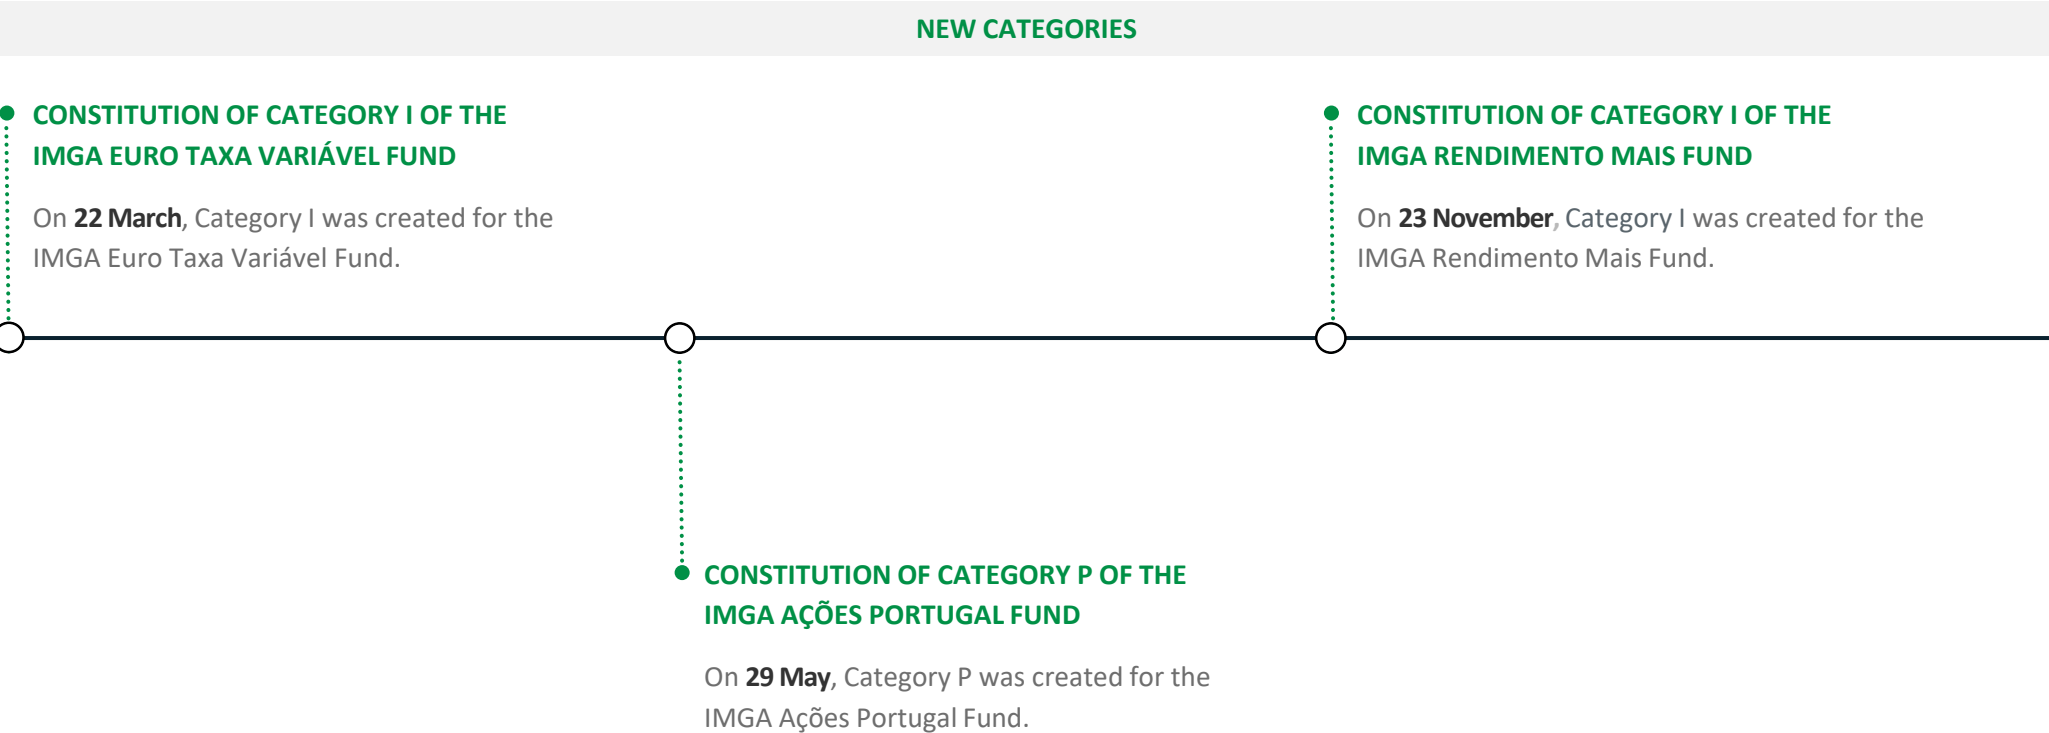 NEW CATEGORIES
CONSTITUTION OF CATEGORY I OF THE
IMGA EURO TAXA VARIÁVEL FUND
On 22 March, Category I was created for the
IMGA Euro Taxa Variável Fund.
CONSTITUTION OF CATEGORY I OF THE
IMGA RENDIMENTO MAIS FUND
On 23 November, Category I was created for the
IMGA Rendimento Mais Fund.
CONSTITUTION OF CATEGORY P OF THE
IMGA AÇÕES PORTUGAL FUND
On 29 May, Category P was created for the
IMGA Ações Portugal Fund.